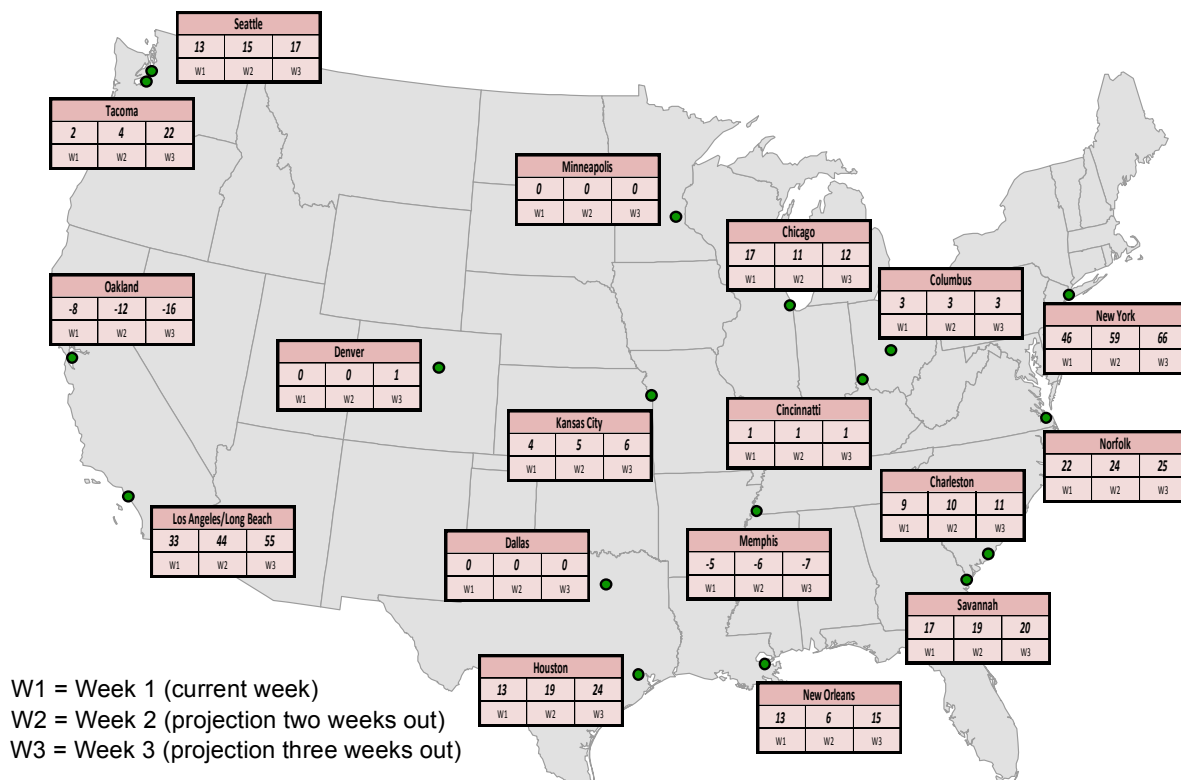 Seattle
13 15 17
W1 W2 W3
Tacoma
2 4 22
W1 W2 W3
Minneapolis
0 0 0
W1 W2 W3
Chicago
17 11 12
W1 W2 W3
Columbus
3 3 3
W1 W2 W3
Oakland
-8 -12 -16
W1 W2 W3
New York
46 59 66
W1 W2 W3
Denver
0 0 1
W1 W2 W3
Kansas City
4 5 6
W1 W2 W3
Cincinnatti
1 1 1
W1 W2 W3
Norfolk
22 24 25
W1 W2 W3
Charleston
9 10 11
W1 W2 W3
Los Angeles/Long Beach
33 44 55
W1 W2 W3
Dallas
0 0 0
W1 W2 W3
Memphis
-5 -6 -7
W1 W2 W3
Savannah
17 19 20
W1 W2 W3
Houston
13 19 24
W1 W2 W3
New Orleans
13 6 15
W1 W2 W3
W1 = Week 1 (current week)
W2 = Week 2 (projection two weeks out)
W3 = Week 3 (projection three weeks out)